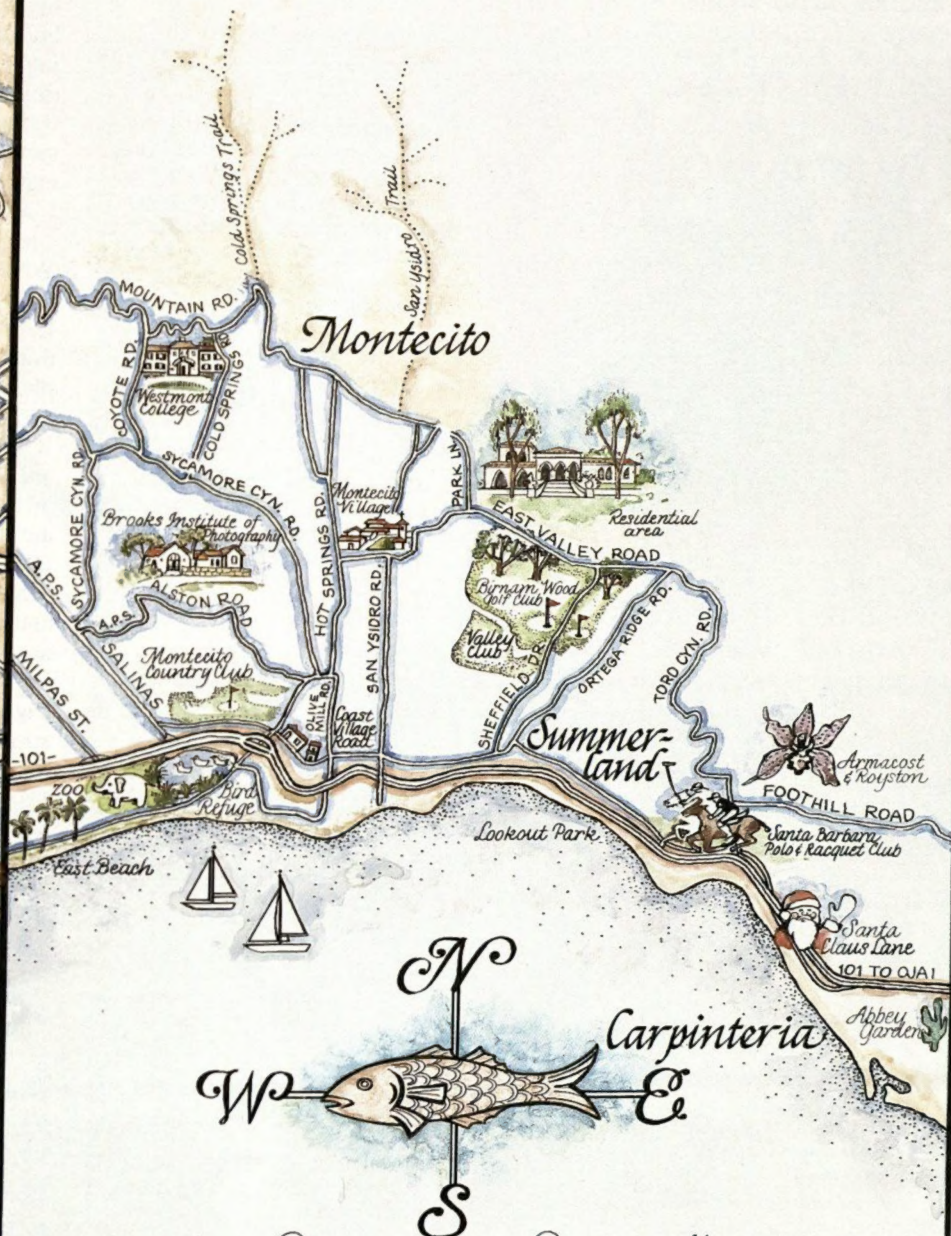 Cold Springs Trail
San Ysidro Trail
MOUNTAIN RD.
Montecito
COYOTE RD.
Westmont
College
COLD SPRINGS RD
SYCAMORE CYN. RD.
SYCAMORE CYN. RD.
HOT SPRINGS RD.
Montecito
Village
PARK LN.
EAST VALLEY ROAD
Residential
area
Brooks Institute of
Photography
A.P.S.
A.P.S.
ALSTON ROAD
SALINAS
MILPAS ST.
Montecito
Country Club
SAN YSIDRO RD.
OLIVE
MILL RD
Coast
Village
Road
Birnam Wood
Golf Club
Valley
Club
SHEFFIELD DR.
ORTEGA RIDGE RD.
TORO CYN. RD.
Summer-
land
Armacost
& Royston
FOOTHILL ROAD
-101-
ZOO
Bird
Refuge
East Beach
Lookout Park
Santa Barbara
Polo & Racquet Club
Santa
Claus Lane
101 TO OJAI
Abbey
Garden
Carpinteria
N
W
E
S